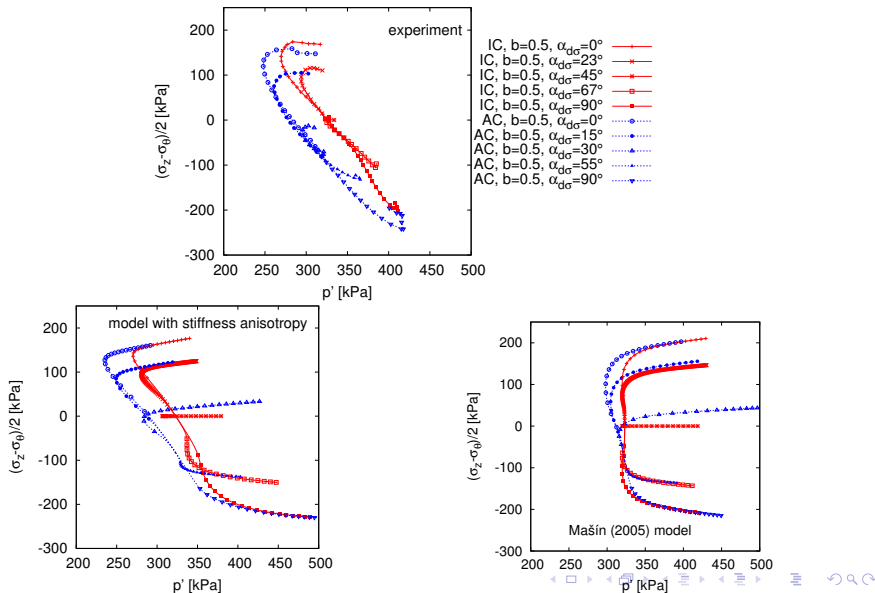 experiment
(σz-σθ)/2 [kPa]
200
100
0
-100
-200
-300
200
250
300
350
400
450
500
p' [kPa]
IC, b=0.5, αdσ=0°
IC, b=0.5, αdσ=23°
IC, b=0.5, αdσ=45°
IC, b=0.5, αdσ=67°
IC, b=0.5, αdσ=90°
AC, b=0.5, αdσ=0°
AC, b=0.5, αdσ=15°
AC, b=0.5, αdσ=30°
AC, b=0.5, αdσ=55°
AC, b=0.5, αdσ=90°
model with stiffness anisotropy
(σz-σθ)/2 [kPa]
200
100
0
-100
-200
-300
200
250
300
350
400
450
500
p' [kPa]
(σz-σθ)/2 [kPa]
200
100
0
-100
-200
-300
Mašín (2005) model
200
250
300
350
400
450
500
p' [kPa]